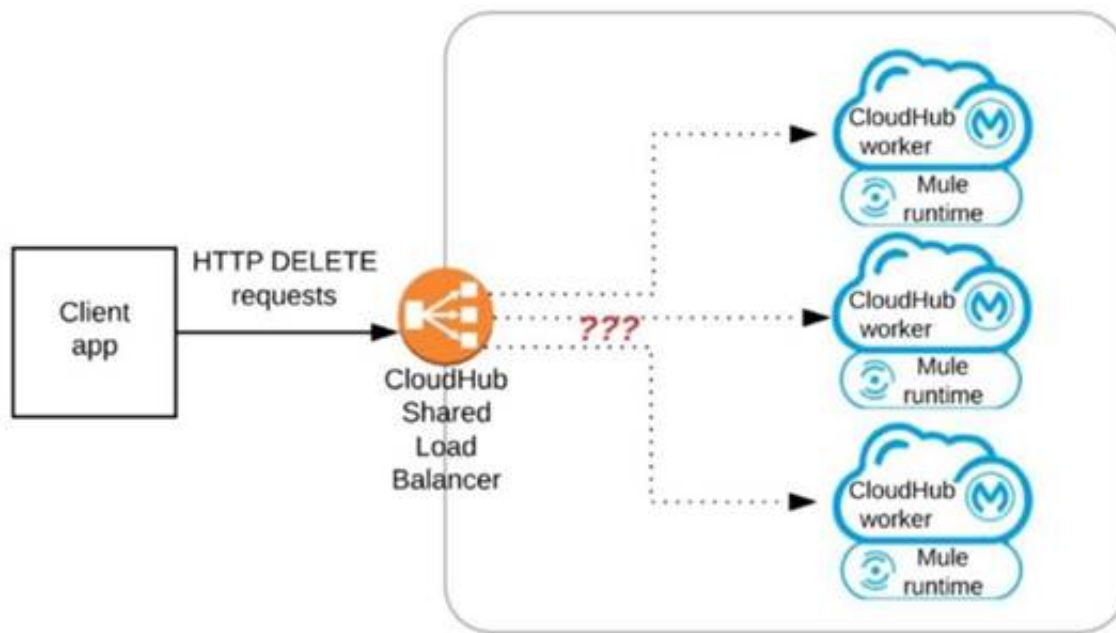 Client
app
HTTP DELETE
requests
CloudHub
Shared
Load
Balancer
???
CloudHub
worker
Mule
runtime
CloudHub
worker
Mule
runtime
CloudHub
worker
Mule
runtime